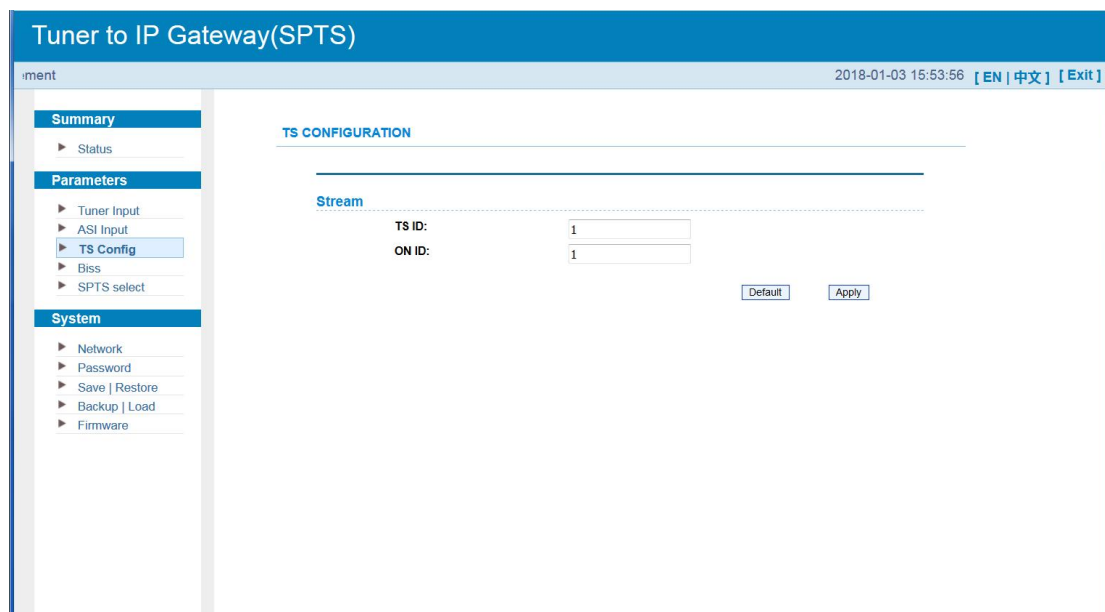 Tuner to IP Gateway(SPTS)
ement 2018-01-03 15:53:56 [ EN | 中文 ] [ Exit ]
Summary
Status
Parameters
Tuner Input
ASI Input
TS Config
Biss
SPTS select
System
Network
Password
Save | Restore
Backup | Load
Firmware
TS CONFIGURATION
Stream
TS ID: 1
ON ID: 1
Default Apply